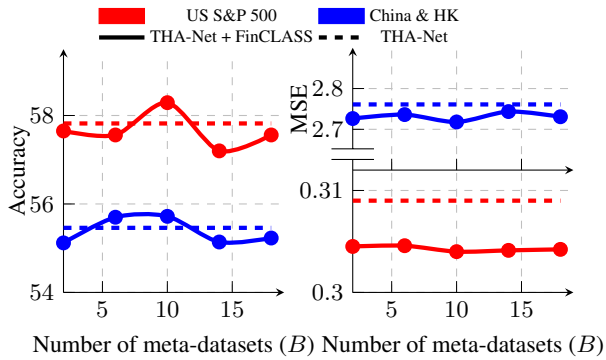 US S&P 500
China & HK
THA-Net + FinCLASS
THA-Net
Accuracy
58
56
54
5
10
15
Number of meta-datasets (B)
MSE
2.8
2.7
0.31
0.3
5
10
15
Number of meta-datasets (B)